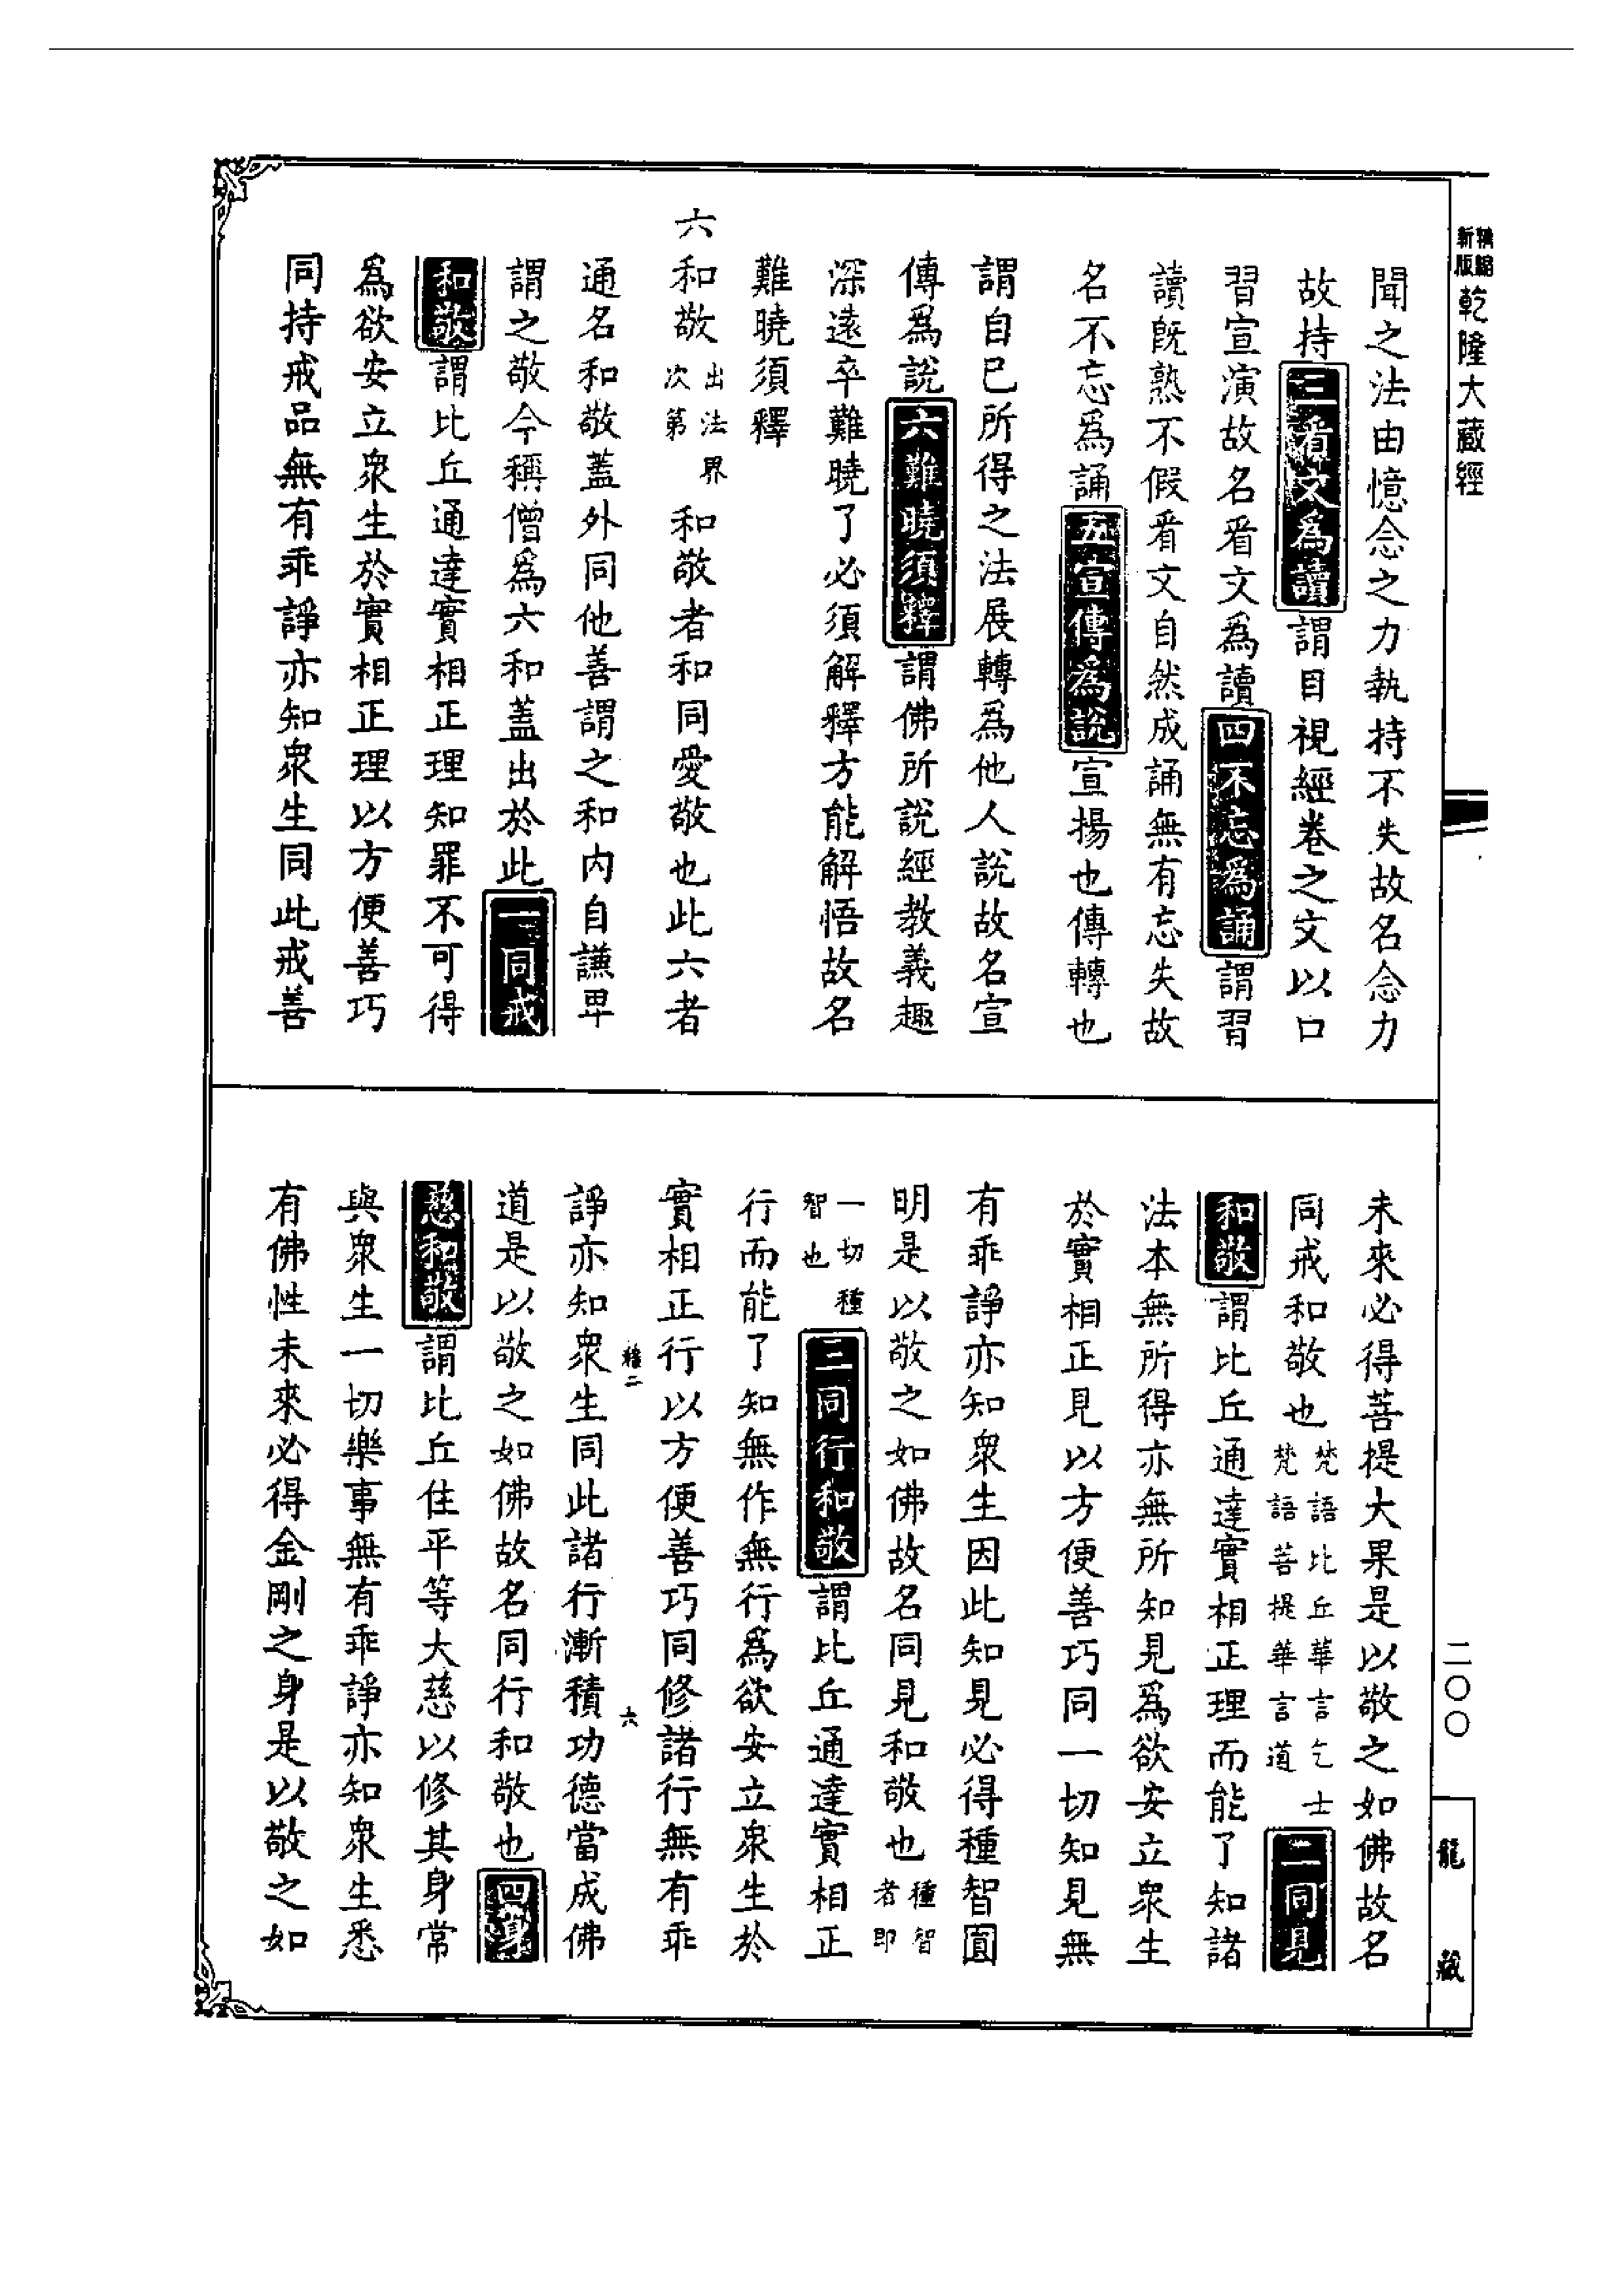 精縮新版乾隆大藏經
聞之法由憶念之力執持不失故名念力
故持三看文為讀謂目視經卷之文以口
習宣演故名看文為讀四不忘為誦謂習
讀既熟不假看文自然成誦無有忘失故
名不忘為誦五宣傳為說宣揚也傳轉也
謂自已所得之法展轉為他人說故名宣
傳為說六難曉須釋謂佛所說經教義趣
深遠卒難曉了必須解釋方能解悟故名
難曉須釋
六和敬出法界次第和敬者和同愛敬也此六者
通名和敬蓋外同他善謂之和內自謙卑
謂之敬今稱僧為六和蓋出於此一同戒
和敬謂比丘通達實相正理知罪不可得
為欲安立眾生於實相正理以方便善巧
同持戒品無有乖諍亦知眾生同此戒善
未來必得菩提大果是以敬之如佛故名
同戒和敬也梵語比丘華言乞士梵語菩提華言道二同見
和敬謂比丘通達實相正理而能了知諸
法本無所得亦無所知見為欲安立眾生
於實相正見以方便善巧同一切知見無
有乖諍亦知眾生因此知見必得種智圓
明是以敬之如佛故名同見和敬也種智者即
一切種智也三同行和敬謂比丘通達實相正
行而能了知無作無行為欲安立眾生於
實相正行以方便善巧同修諸行無有乖
六
諍亦知眾生同此諸行漸積功德當成佛
道是以敬之如佛故名同行和敬也四身
慈和敬謂比丘住平等大慈以修其身常
與眾生一切樂事無有乖諍亦知眾生悉
有佛性未來必得金剛之身是以敬之如
二〇〇
龍藏